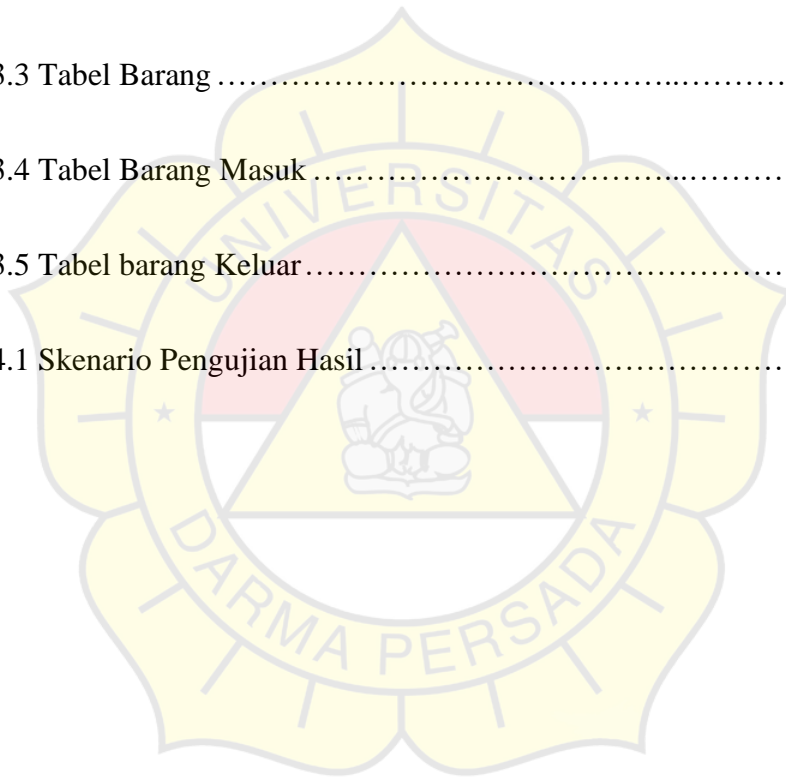 3.3 Tabel Barang …………………………………….…………
3.4 Tabel Barang Masuk ……………………………...…………
3.5 Tabel barang Keluar………………………………………
4.1 Skenario Pengujian Hasil …………………………………
UNIVERSITAS
DARMA PERSADA